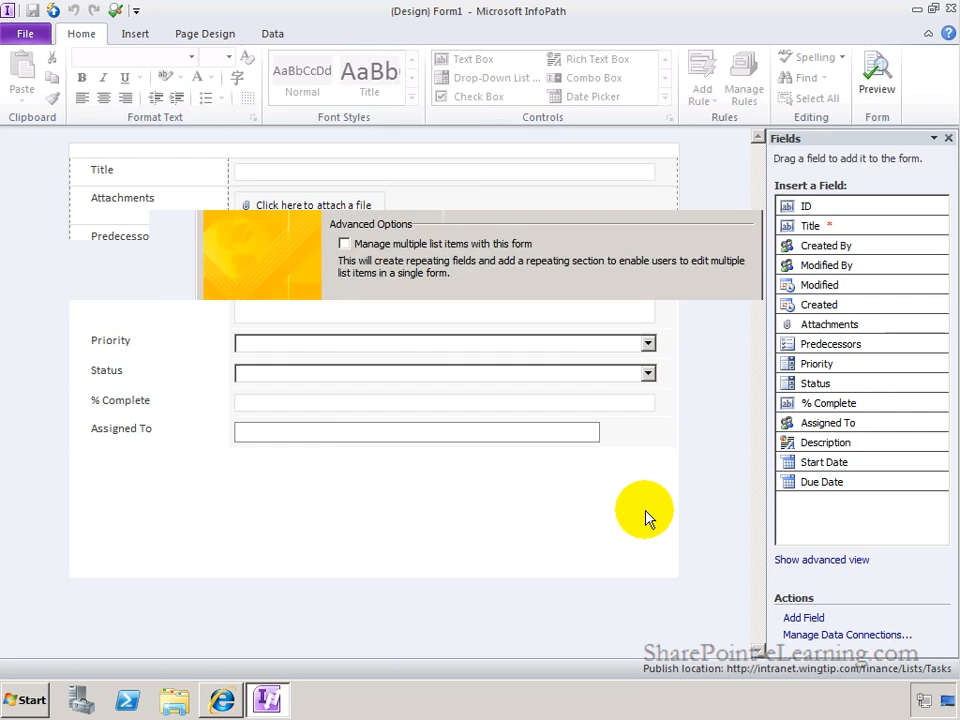 (Design) Form1 - Microsoft InfoPath
File
Home
Insert
Page Design
Data
Paste
Clipboard
B I U
Format Text
AaBbCcDd
Normal
AaBb
Title
Font Styles
Text Box
Rich Text Box
Drop-Down List ...
Combo Box
Check Box
Date Picker
Controls
Add
Rule
Manage
Rules
Rules
Spelling
Find
Select All
Editing
Preview
Form
Title
Attachments
Click here to attach a file
Predecesso
Advanced Options
Manage multiple list items with this form
This will create repeating fields and add a repeating section to enable users to edit multiple
list items in a single form.
Priority
Status
% Complete
Assigned To
Fields
Drag a field to add it to the form.
Insert a Field:
ID
Title *
Created By
Modified By
Modified
Created
Attachments
Predecessors
Priority
Status
% Complete
Assigned To
Description
Start Date
Due Date
Show advanced view
Actions
Add Field
Manage Data Connections...
SharePoint-eLearning.com
Publish location: http://intranet.wingtip.com/finance/Lists/Tasks
Start